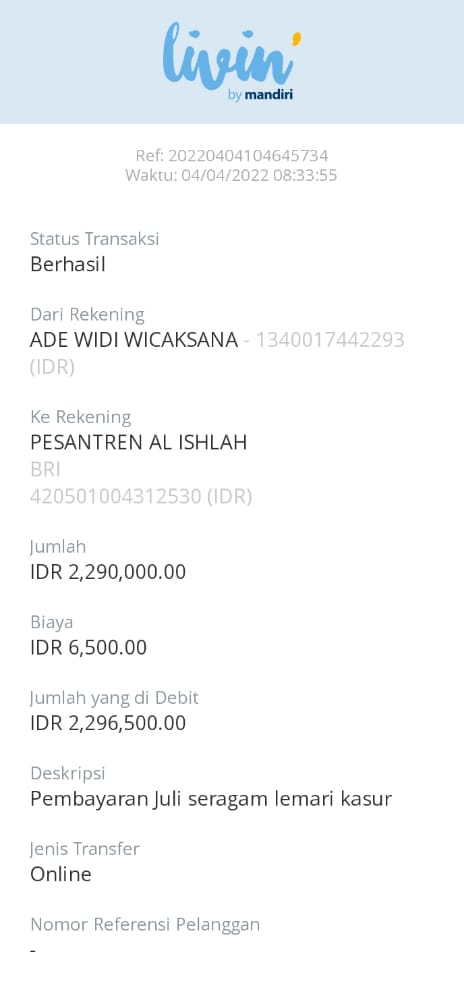 livin'
by mandiri
Ref: 20220404104645734
Waktu: 04/04/2022 08:33:55
Status Transaksi
Berhasil
Dari Rekening
ADE WIDI WICAKSANA - 1340017442293
(IDR)
Ke Rekening
PESANTREN AL ISHLAH
BRI
420501004312530 (IDR)
Jumlah
IDR 2,290,000.00
Biaya
IDR 6,500.00
Jumlah yang di Debit
IDR 2,296,500.00
Deskripsi
Pembayaran Juli seragam lemari kasur
Jenis Transfer
Online
Nomor Referensi Pelanggan
-